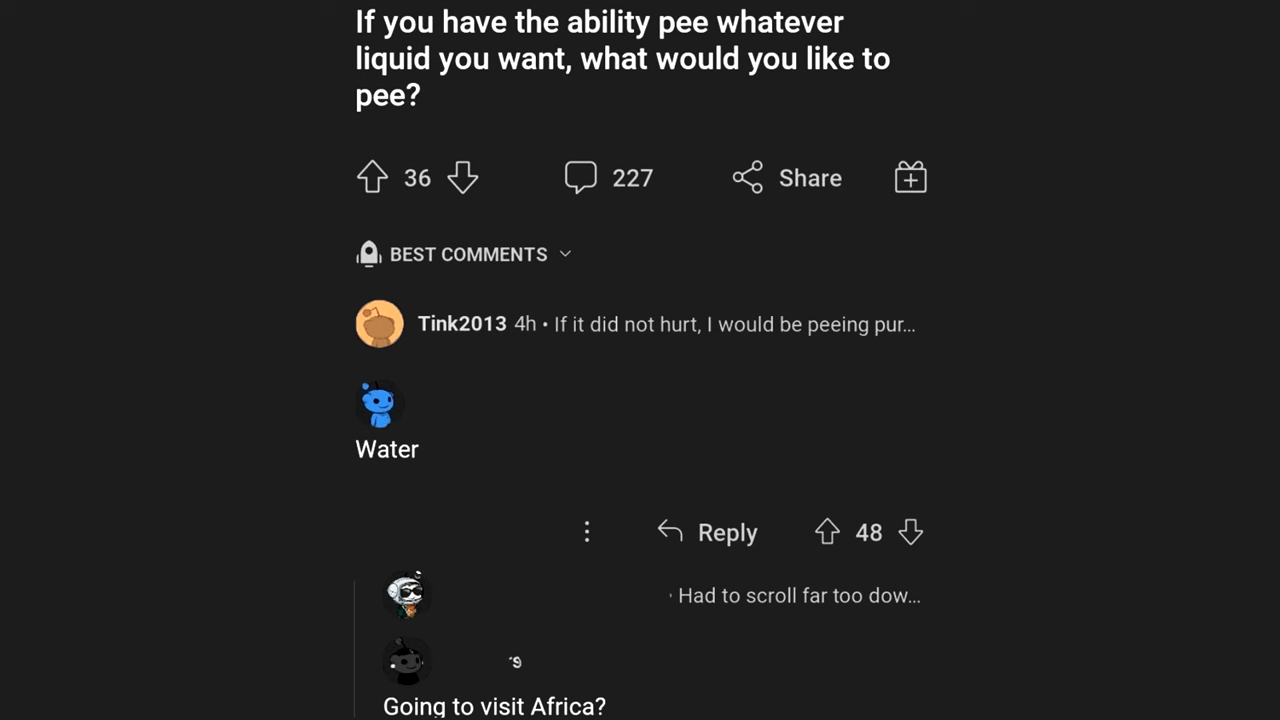 If you have the ability pee whatever
liquid you want, what would you like to
pee?
36
227
Share
BEST COMMENTS
Tink2013 4h • If it did not hurt, I would be peeing pur...
Water
Reply
48
Had to scroll far too dow...
Going to visit Africa?